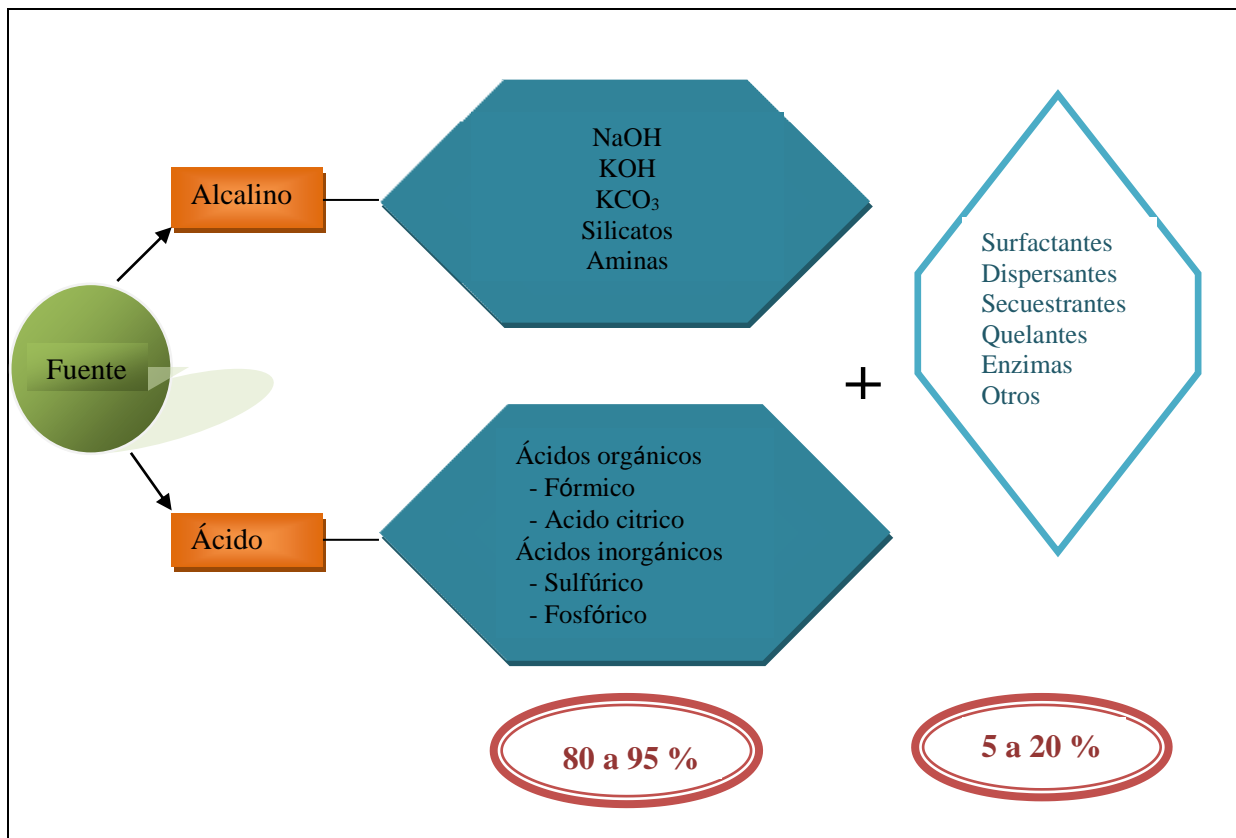 Fuente
Alcalino
NaOH
KOH
KCO₃
Silicatos
Aminas
Ácido
Ácidos orgánicos
- Fórmico
- Acido citrico
Ácidos inorgánicos
- Sulfúrico
- Fosfórico
+
Surfactantes
Dispersantes
Secuestrantes
Quelantes
Enzimas
Otros
80 a 95 %
5 a 20 %